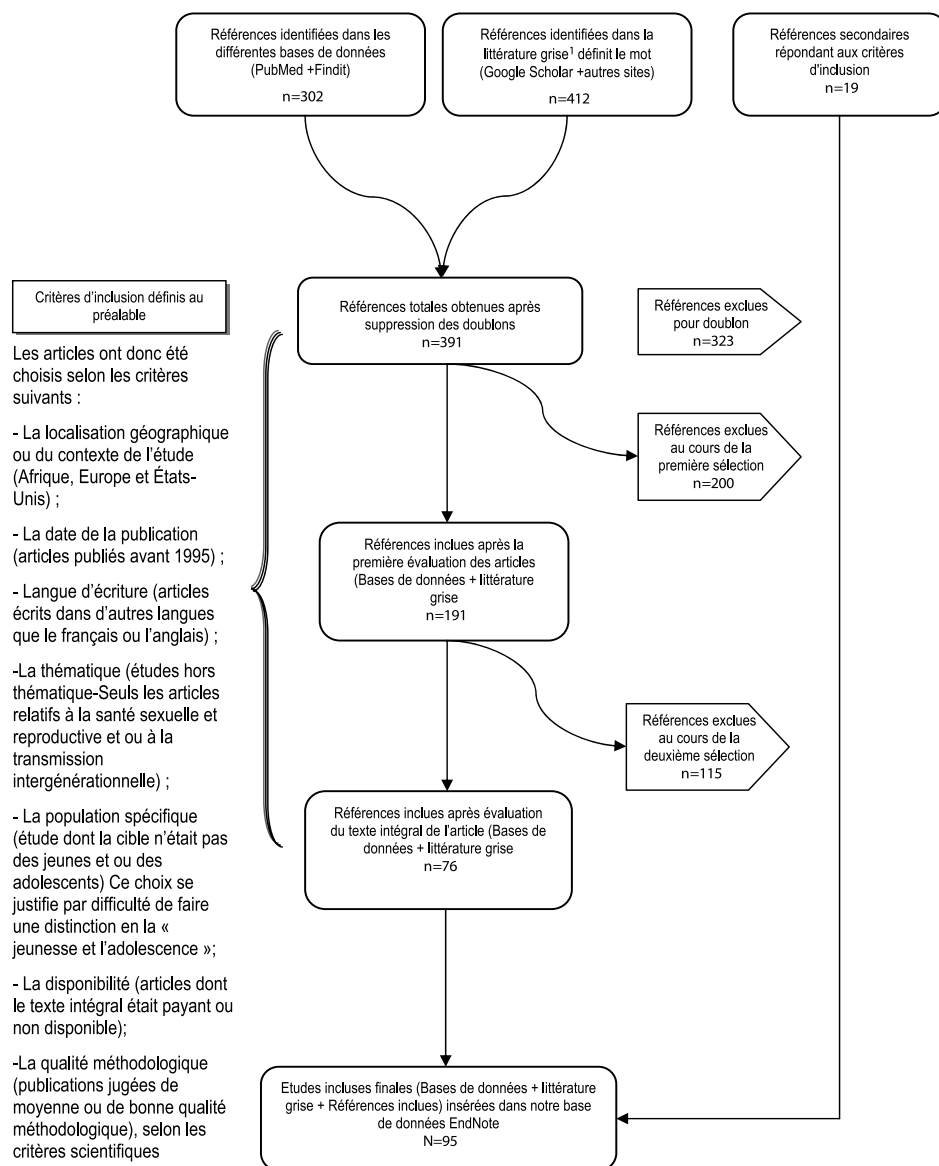 Références identifiées dans les
différentes bases de données
(PubMed +Findit)
n=302
Références identifiées dans la
littérature grise¹ définit le mot
(Google Scholar +autres sites)
n=412
Références secondaires
répondant aux critères
d'inclusion
n=19
Critères d'inclusion définis au
préalable
Les articles ont donc été
choisis selon les critères
suivants :
- La localisation géographique
ou du contexte de l'étude
(Afrique, Europe et États-
Unis) ;
- La date de la publication
(articles publiés avant 1995) ;
- Langue d'écriture (articles
écrits dans d'autres langues
que le français ou l'anglais) ;
-La thématique (études hors
thématique-Seuls les articles
relatifs à la santé sexuelle et
reproductive et ou à la
transmission
intergénérationnelle) ;
- La population spécifique
(étude dont la cible n'était pas
des jeunes et ou des
adolescents) Ce choix se
justifie par difficulté de faire
une distinction en la «
jeunesse et l'adolescence »;
- La disponibilité (articles dont
le texte intégral était payant ou
non disponible);
-La qualité méthodologique
(publications jugées de
moyenne ou de bonne qualité
méthodologique), selon les
critères scientifiques
Références totales obtenues après
suppression des doublons
n=391
Références exclues
pour doublon
n=323
Références exclues
au cours de la
première sélection
n=200
Références inclues après la
première évaluation des articles
(Bases de données + littérature
grise
n=191
Références exclues
au cours de la
deuxième sélection
n=115
Références inclues après évaluation
du texte intégral de l'article (Bases
de données + littérature grise
n=76
Etudes incluses finales (Bases de données + littérature
grise + Références inclues) insérées dans notre base
de données EndNote
N=95